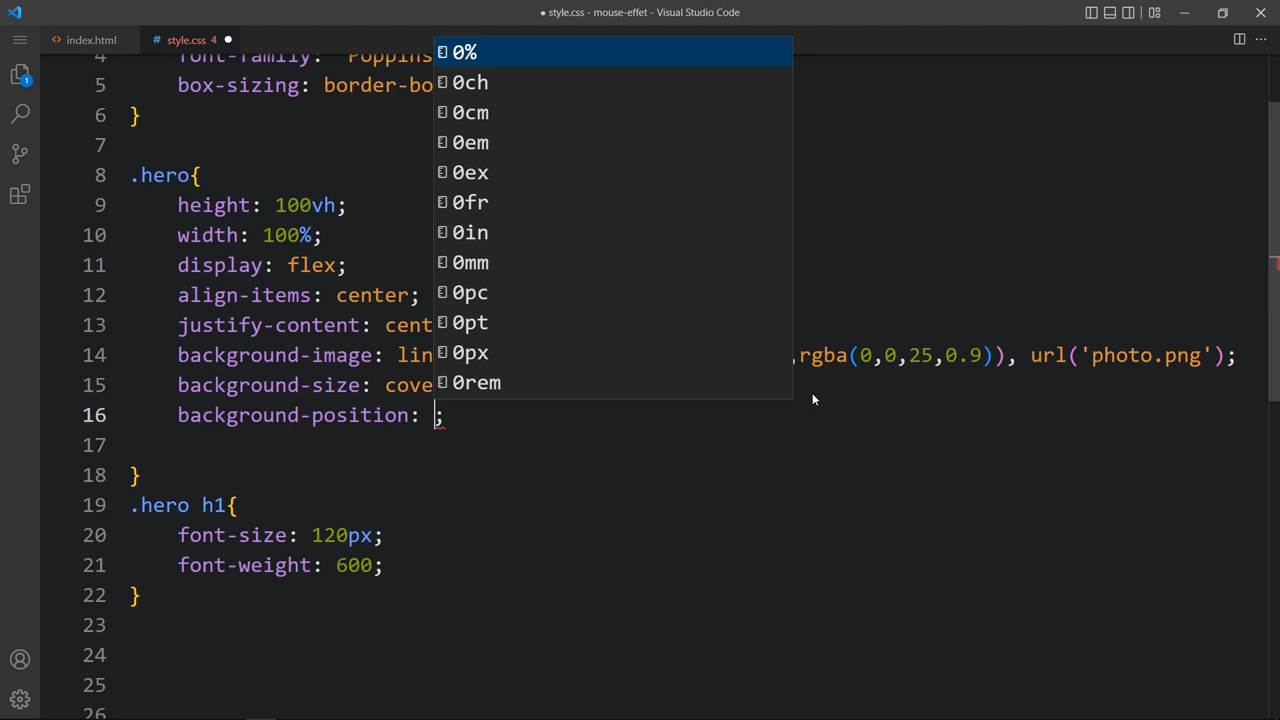 ● style.css - mouse-effet - Visual Studio Code
<> index.html
# style.css 4 ●
4 font-family: 'Poppins
5 box-sizing: border-bo
6 }
7
8 .hero{
9 height: 100vh;
10 width: 100%;
11 display: flex;
12 align-items: center;
13 justify-content: cent
14 background-image: lin ,rgba(0,0,25,0.9)), url('photo.png');
15 background-size: cove
16 background-position: ;
17
18 }
19 .hero h1{
20 font-size: 120px;
21 font-weight: 600;
22 }
23
24
25
26
0%
0ch
0cm
0em
0ex
0fr
0in
0mm
0pc
0pt
0px
0rem
1